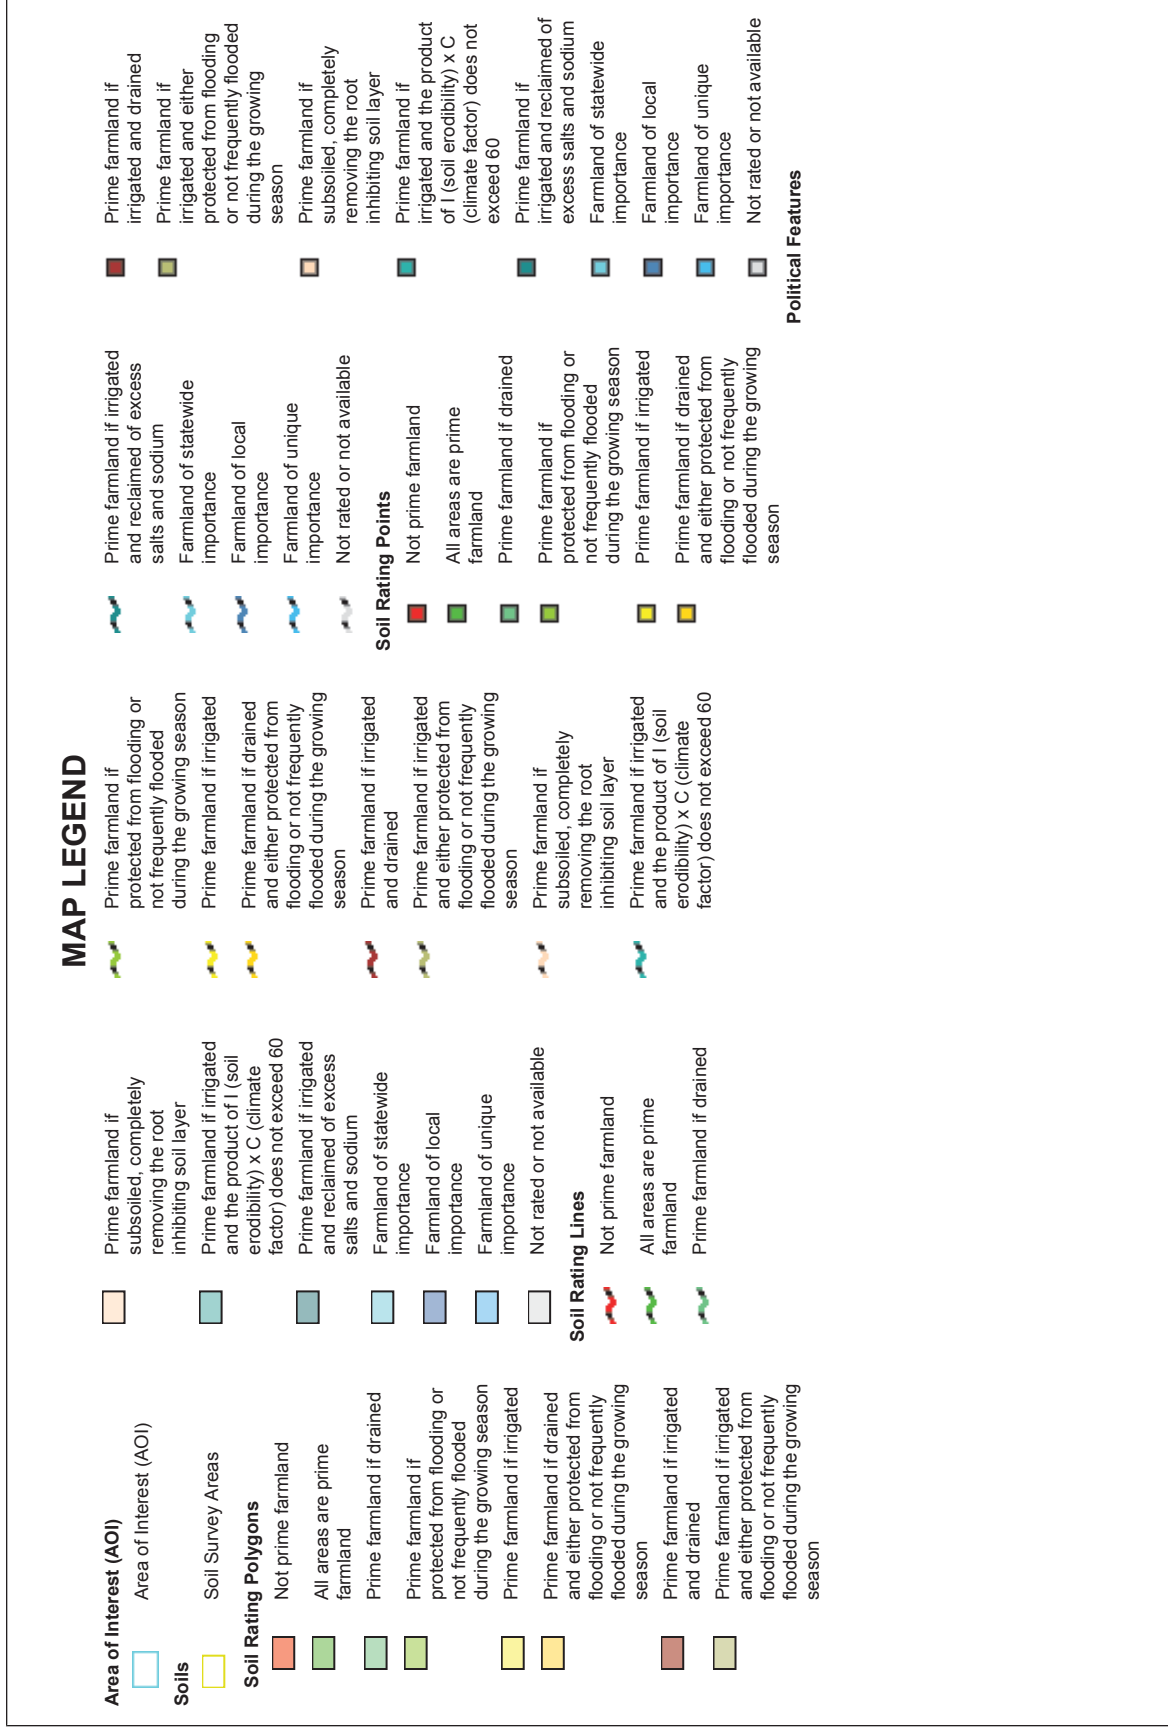 MAP LEGEND
Area of Interest (AOI)
Area of Interest (AOI)
Soils
Soil Survey Areas
Soil Rating Polygons
Not prime farmland
All areas are prime
farmland
Prime farmland if drained
Prime farmland if
protected from flooding or
not frequently flooded
during the growing season
Prime farmland if irrigated
Prime farmland if drained
and either protected from
flooding or not frequently
flooded during the growing
season
Prime farmland if irrigated
and drained
Prime farmland if irrigated
and either protected from
flooding or not frequently
flooded during the growing
season
Prime farmland if
subsoiled, completely
removing the root
inhibiting soil layer
Prime farmland if irrigated
and the product of I (soil
erodibility) x C (climate
factor) does not exceed 60
Prime farmland if irrigated
and reclaimed of excess
salts and sodium
Farmland of statewide
importance
Farmland of local
importance
Farmland of unique
importance
Not rated or not available
Soil Rating Lines
Not prime farmland
All areas are prime
farmland
Prime farmland if drained
Prime farmland if
protected from flooding or
not frequently flooded
during the growing season
Prime farmland if irrigated
Prime farmland if drained
and either protected from
flooding or not frequently
flooded during the growing
season
Prime farmland if irrigated
and drained
Prime farmland if irrigated
and either protected from
flooding or not frequently
flooded during the growing
season
Prime farmland if
subsoiled, completely
removing the root
inhibiting soil layer
Prime farmland if irrigated
and the product of I (soil
erodibility) x C (climate
factor) does not exceed 60
Prime farmland if irrigated
and reclaimed of excess
salts and sodium
Farmland of statewide
importance
Farmland of local
importance
Farmland of unique
importance
Not rated or not available
Soil Rating Points
Not prime farmland
All areas are prime
farmland
Prime farmland if drained
Prime farmland if
protected from flooding or
not frequently flooded
during the growing season
Prime farmland if irrigated
Prime farmland if drained
and either protected from
flooding or not frequently
flooded during the growing
season
Prime farmland if
irrigated and drained
Prime farmland if
irrigated and either
protected from flooding
or not frequently flooded
during the growing
season
Prime farmland if
subsoiled, completely
removing the root
inhibiting soil layer
Prime farmland if
irrigated and the product
of I (soil erodibility) x C
(climate factor) does not
exceed 60
Prime farmland if
irrigated and reclaimed of
excess salts and sodium
Farmland of statewide
importance
Farmland of local
importance
Farmland of unique
importance
Not rated or not available
Political Features